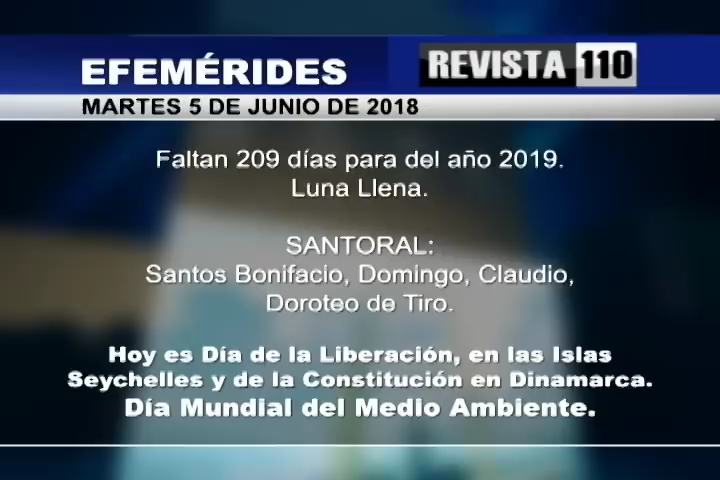 EFEMÉRIDES
REVISTA 110
MARTES 5 DE JUNIO DE 2018
Faltan 209 días para del año 2019.
Luna Llena.
SANTORAL:
Santos Bonifacio, Domingo, Claudio,
Doroteo de Tiro.
Hoy es Día de la Liberación, en las Islas
Seychelles y de la Constitución en Dinamarca.
Día Mundial del Medio Ambiente.